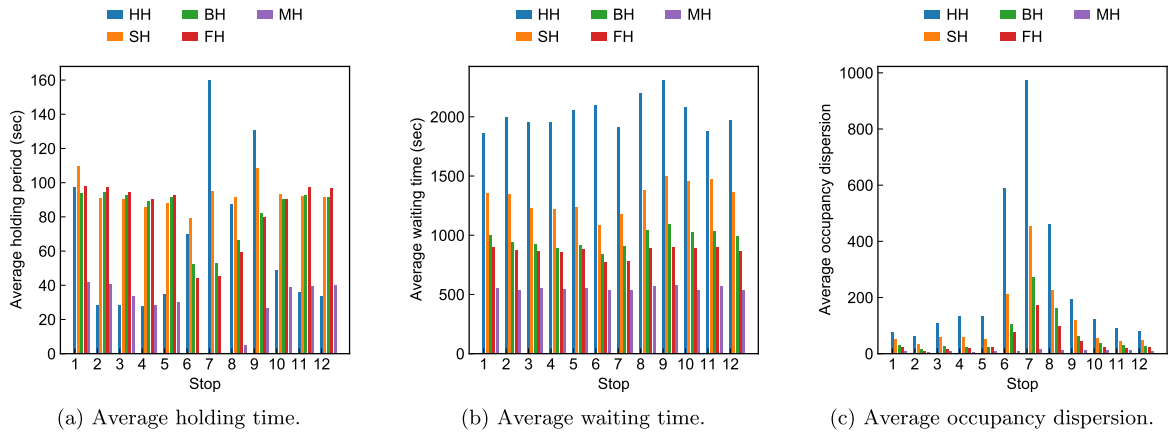 HH BH MH
SH FH
Average holding period (sec)
160
140
120
100
80
60
40
20
0
1 2 3 4 5 6 7 8 9 10 11 12
Stop
(a) Average holding time.
HH BH MH
SH FH
Average waiting time (sec)
2000
1500
1000
500
0
1 2 3 4 5 6 7 8 9 10 11 12
Stop
(b) Average waiting time.
HH BH MH
SH FH
Average occupancy dispersion
1000
800
600
400
200
0
1 2 3 4 5 6 7 8 9 10 11 12
Stop
(c) Average occupancy dispersion.